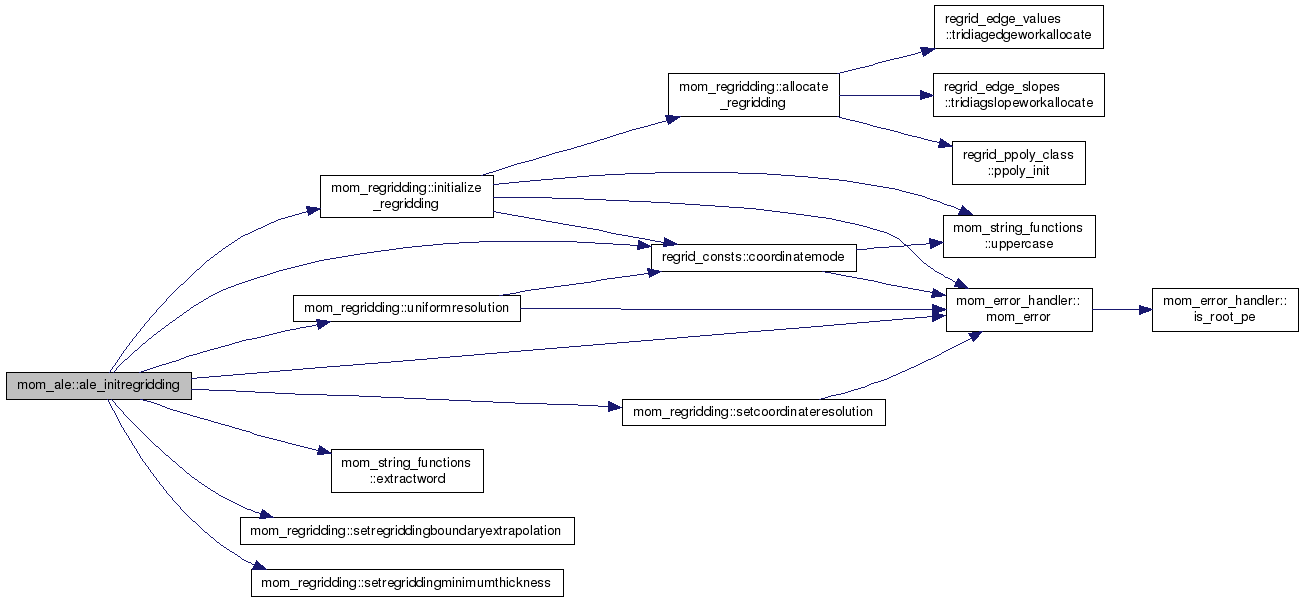 regrid_edge_values
::tridiagedgeworkallocate
mom_regridding::allocate
_regridding
regrid_edge_slopes
::tridiagslopeworkallocate
regrid_ppoly_class
::ppoly_init
mom_regridding::initialize
_regridding
mom_string_functions
::uppercase
regrid_consts::coordinatemode
mom_regridding::uniformresolution
mom_error_handler::
mom_error
mom_error_handler::
is_root_pe
mom_ale::ale_initregridding
mom_regridding::setcoordinateresolution
mom_string_functions
::extractword
mom_regridding::setregriddingboundaryextrapolation
mom_regridding::setregriddingminimumthickness